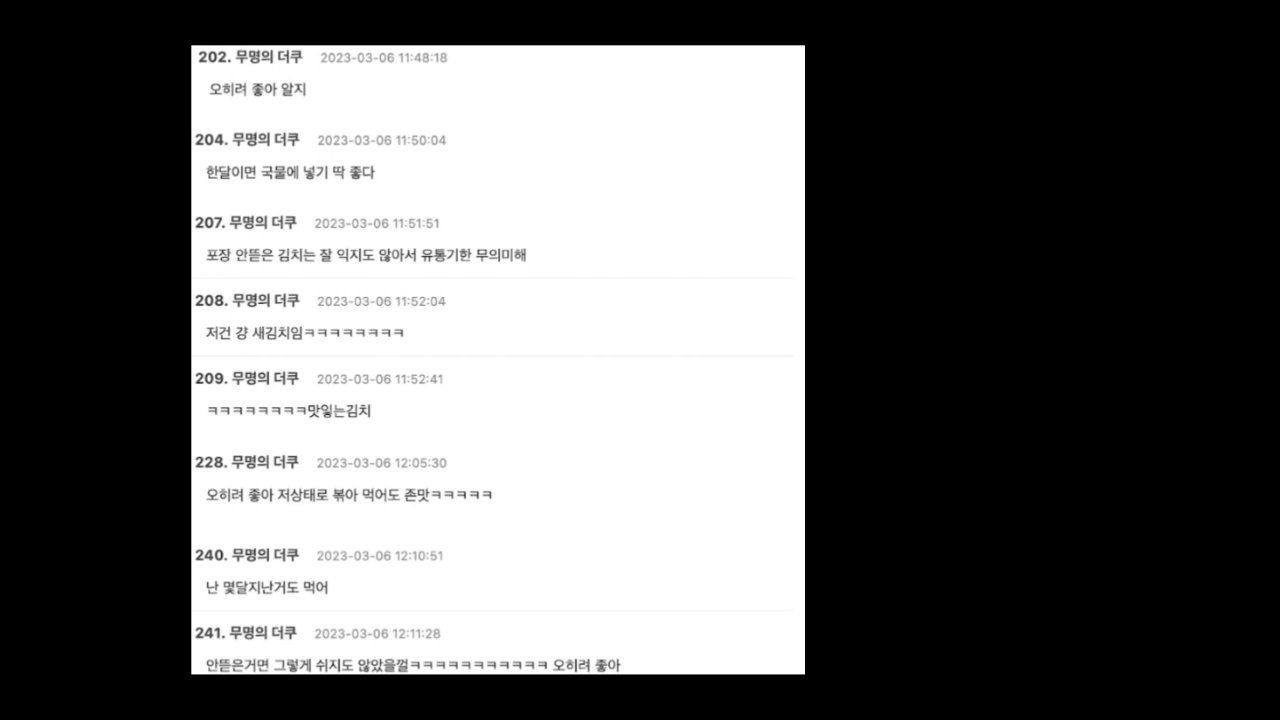 202. 무명의 더쿠 2023-03-06 11:48:18
오히려 좋아 알지
204. 무명의 더쿠 2023-03-06 11:50:04
한달이면 국물에 넣기 딱 좋다
207. 무명의 더쿠 2023-03-06 11:51:51
포장 안뜯은 김치는 잘 익지도 않아서 유통기한 무의미해
208. 무명의 더쿠 2023-03-06 11:52:04
저건 걍 새김치임ㅋㅋㅋㅋㅋㅋㅋㅋ
209. 무명의 더쿠 2023-03-06 11:52:41
ㅋㅋㅋㅋㅋㅋㅋㅋ맛잏는김치
228. 무명의 더쿠 2023-03-06 12:05:30
오히려 좋아 저상태로 볶아 먹어도 존맛ㅋㅋㅋㅋㅋ
240. 무명의 더쿠 2023-03-06 12:10:51
난 몇달지난거도 먹어
241. 무명의 더쿠 2023-03-06 12:11:28
안뜯은거면 그렇게 쉬지도 않았을껄ㅋㅋㅋㅋㅋㅋㅋㅋㅋㅋㅋ 오히려 좋아